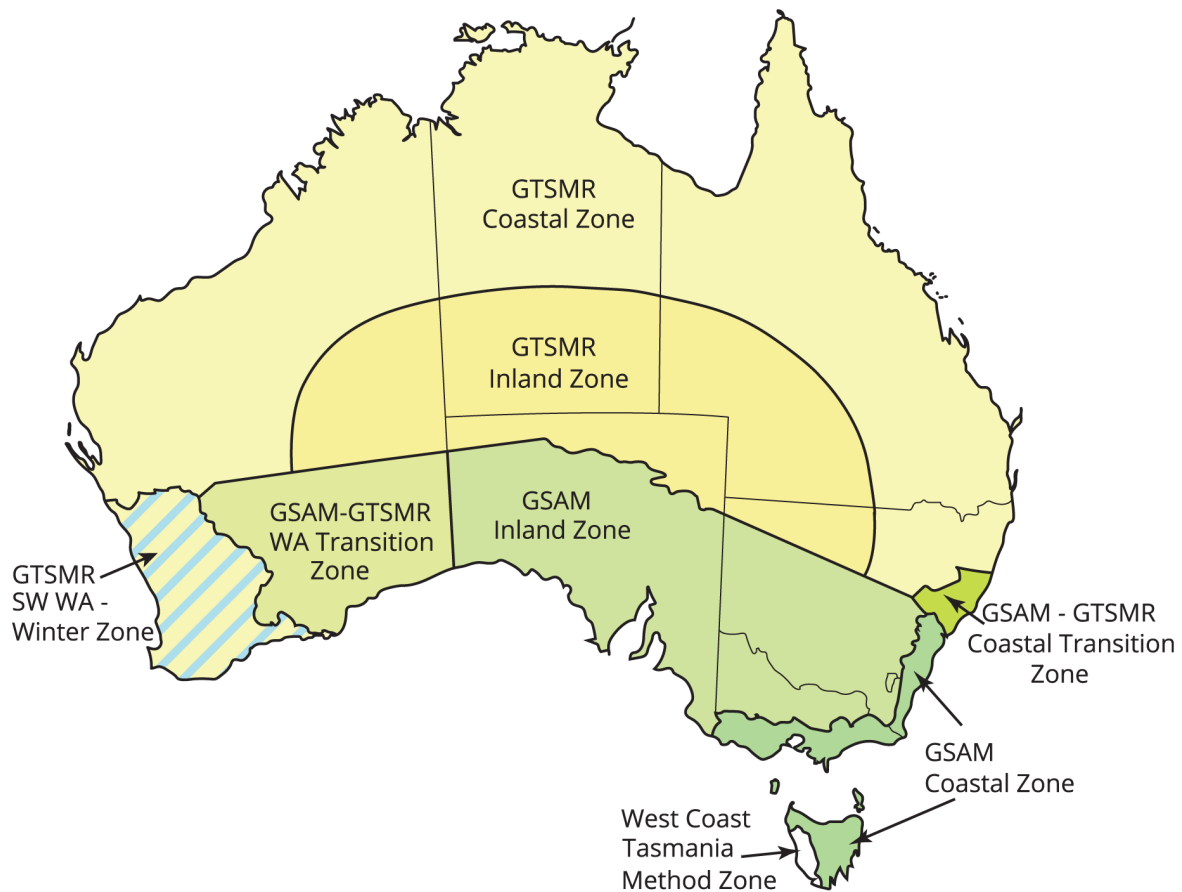 GTSMR
Coastal Zone
GTSMR
Inland Zone
GSAM-GTSMR
WA Transition
Zone
GSAM
Inland Zone
GTSMR
SW WA -
Winter Zone
GSAM - GTSMR
Coastal Transition
Zone
GSAM
Coastal Zone
West Coast
Tasmania
Method Zone